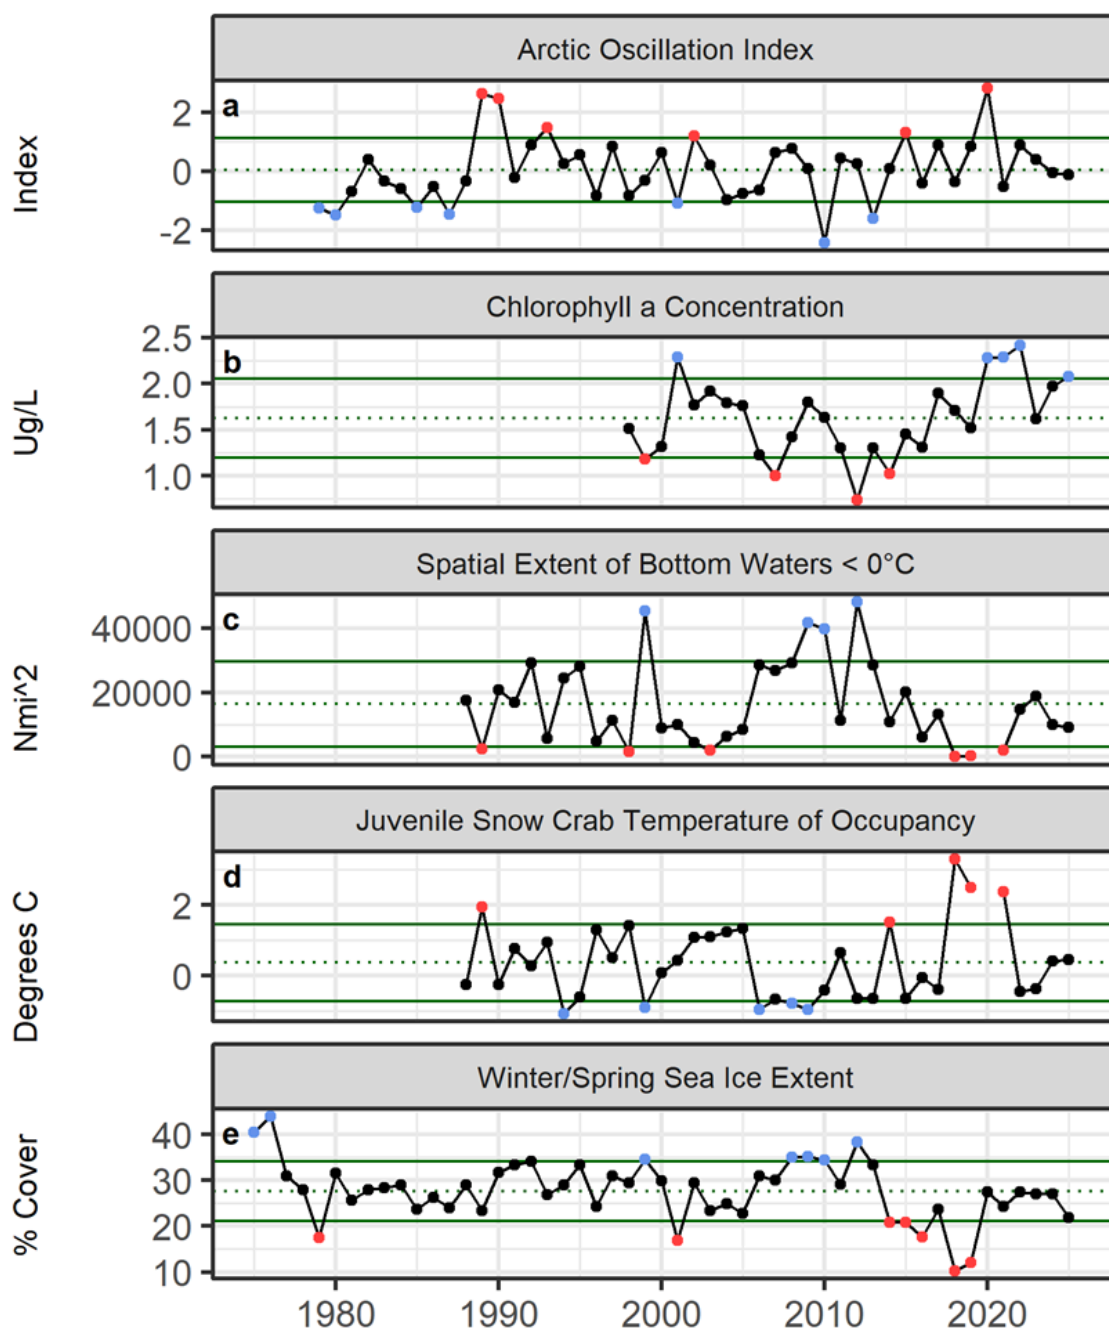 Arctic Oscillation Index
a
Index
2
0
-2
Chlorophyll a Concentration
b
Ug/L
2.5
2.0
1.5
1.0
Spatial Extent of Bottom Waters < 0°C
c
Nmi^2
40000
20000
0
Juvenile Snow Crab Temperature of Occupancy
d
Degrees C
2
0
Winter/Spring Sea Ice Extent
e
% Cover
40
30
20
10
1980 1990 2000 2010 2020